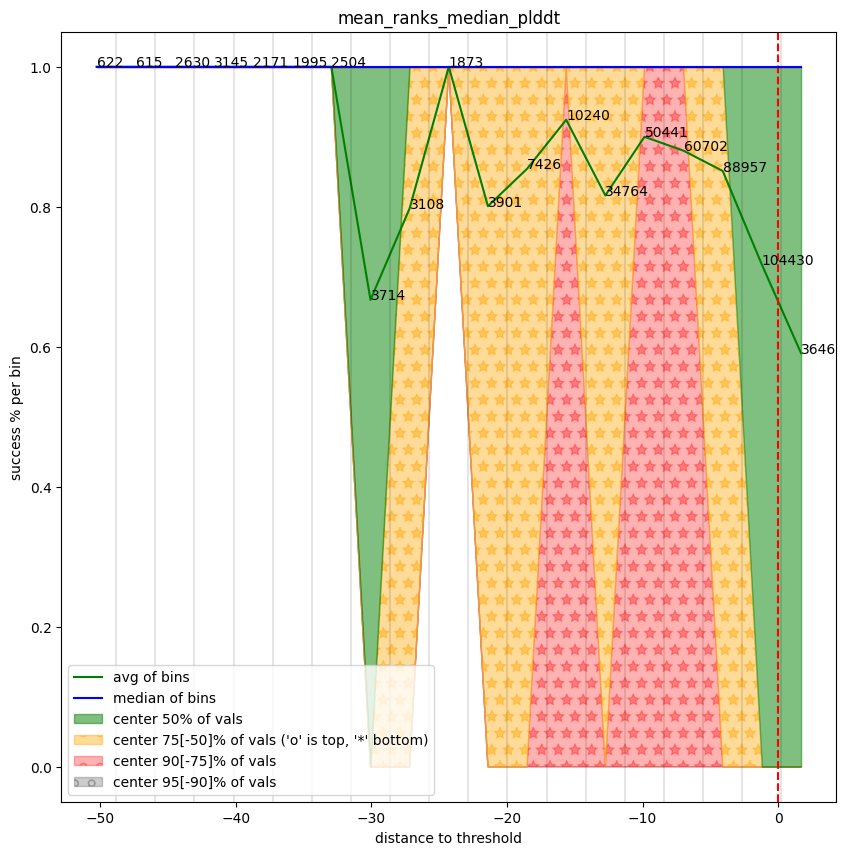 mean_ranks_median_plddt
success % per bin
1.0
0.8
0.6
0.4
0.2
0.0
622 615 2630 3145 2171 1995 2504
1873
10240
50441
60702
88957
7426
34764
3108
3901
104430
3714
3646
avg of bins
median of bins
center 50% of vals
center 75[-50]% of vals ('o' is top, '*' bottom)
center 90[-75]% of vals
center 95[-90]% of vals
−50 −40 −30 −20 −10 0
distance to threshold